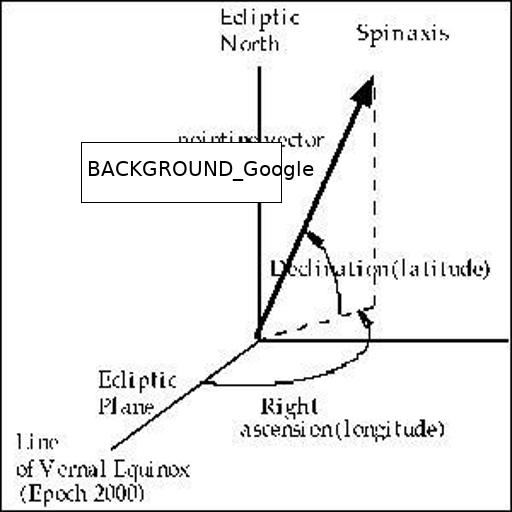 Ecliptic
North
Spinaxis
pointing vector
BACKGROUND_Google
Declination(latitude)
Ecliptic
Plane
Right
ascension(longitude)
Line
of Vernal Equinox
(Epoch 2000)